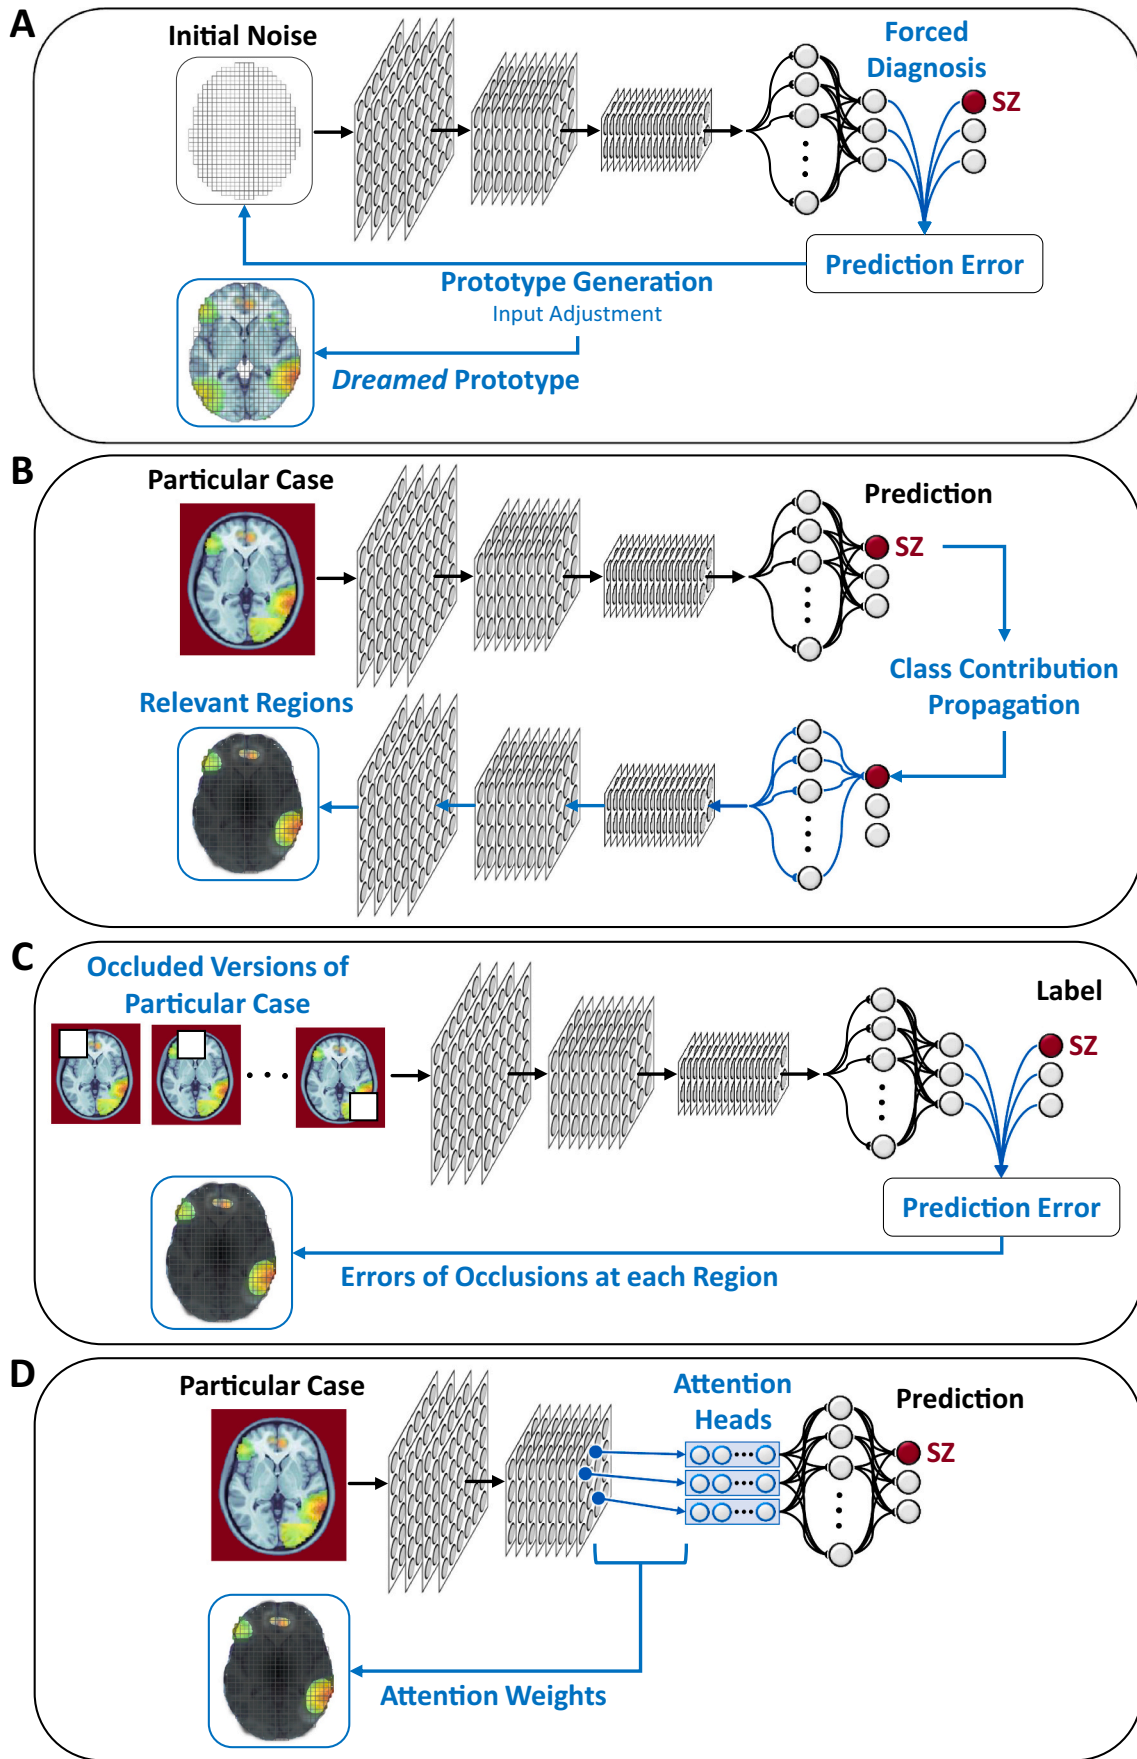 A
Initial Noise
Forced
Diagnosis
SZ
Prediction Error
Prototype Generation
Input Adjustment
Dreamed Prototype
B
Particular Case
Prediction
SZ
Class Contribution
Propagation
Relevant Regions
C
Occluded Versions of
Particular Case
Label
SZ
Prediction Error
Errors of Occlusions at each Region
D
Particular Case
Attention
Heads
Prediction
SZ
Attention Weights